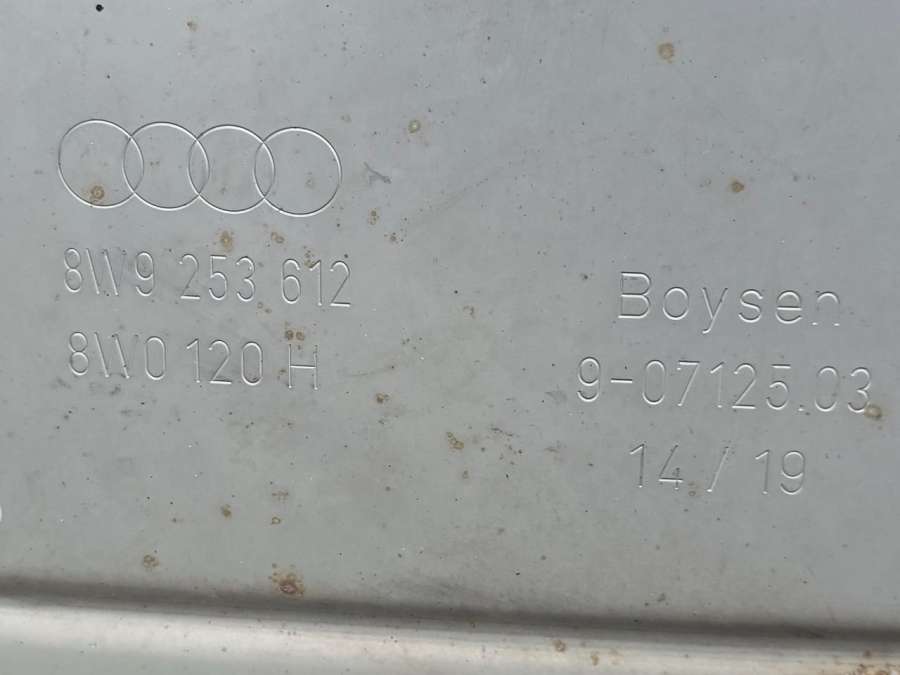 8W9 253 612
8W0 120 H
Boysen
9-07125.03
14 / 19